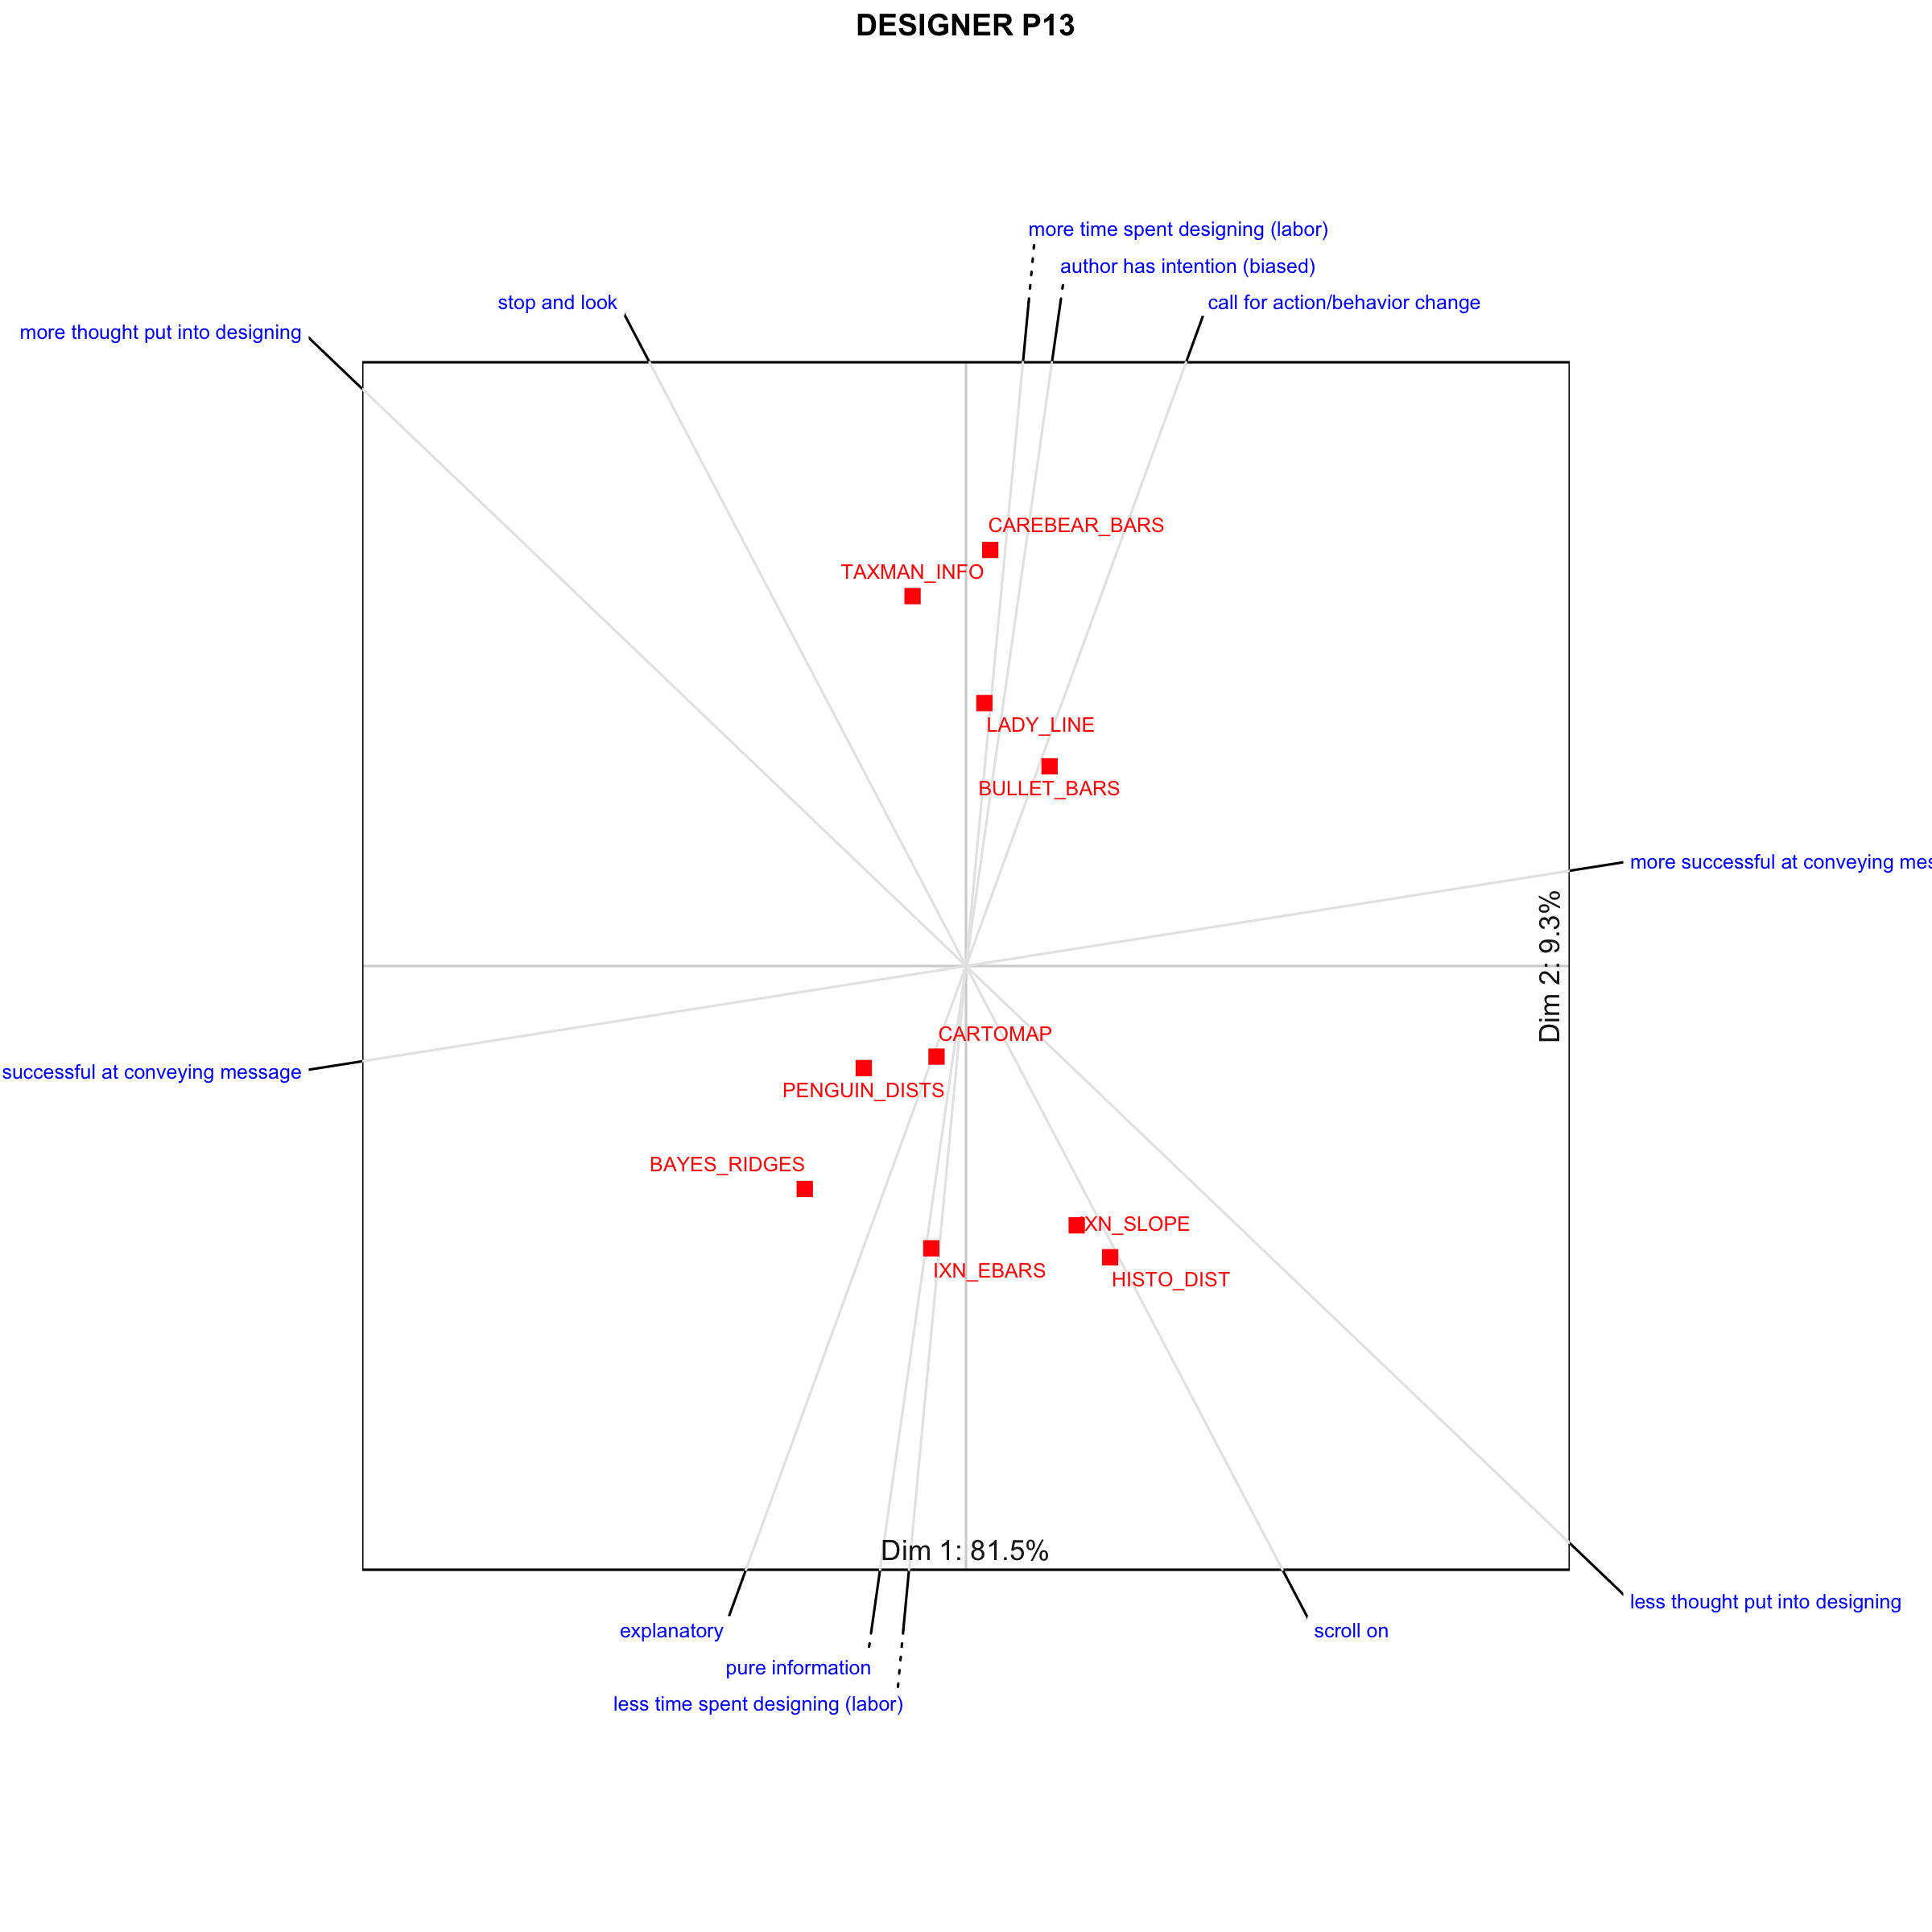 DESIGNER P13
more time spent designing (labor)
author has intention (biased)
stop and look
call for action/behavior change
more thought put into designing
CAREBEAR_BARS
TAXMAN_INFO
LADY_LINE
BULLET_BARS
more successful at conveying mes
Dim 2: 9.3%
CARTOMAP
successful at conveying message
PENGUIN_DISTS
BAYES_RIDGES
IXN_SLOPE
IXN_EBARS
HISTO_DIST
Dim 1: 81.5%
less thought put into designing
explanatory
scroll on
pure information
less time spent designing (labor)